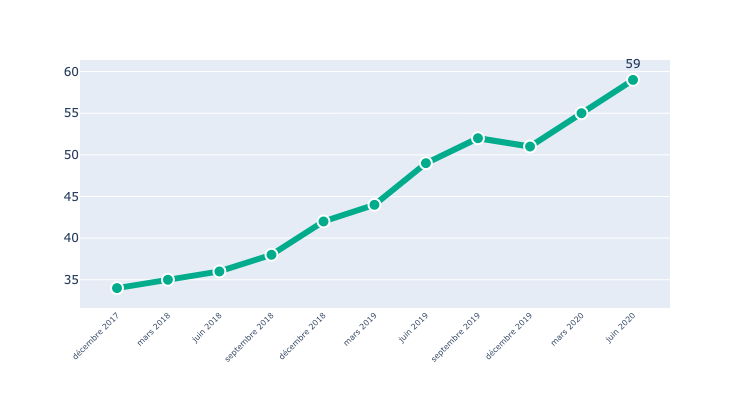 59
60
55
50
45
40
35
décembre 2017
mars 2018
juin 2018
septembre 2018
décembre 2018
mars 2019
juin 2019
septembre 2019
décembre 2019
mars 2020
juin 2020